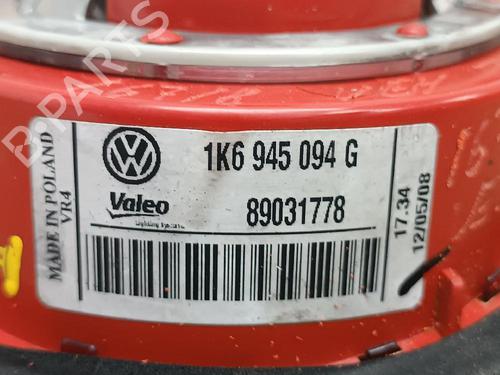 B-PARTS
MADE IN POLAND
VR4
1K6 945 094 G
Valeo
89031778
17.34
12/05/08